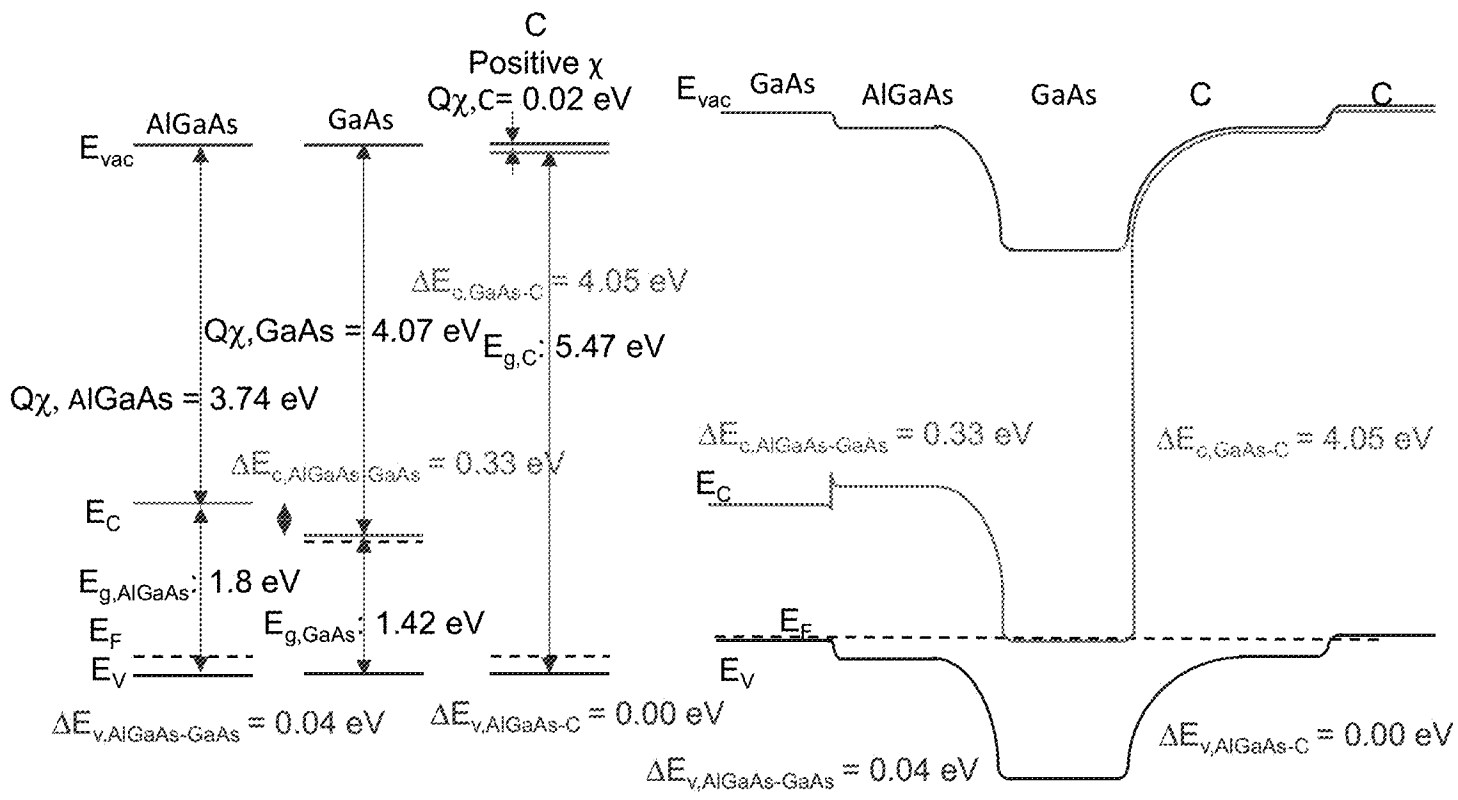 C
Positive χ
Qχ,C= 0.02 eV
AlGaAs
GaAs
E_vac
ΔE_c,GaAs-C = 4.05 eV
Qχ,GaAs = 4.07 eV
E_g,C: 5.47 eV
Qχ, AlGaAs = 3.74 eV
ΔE_c,AlGaAs-GaAs = 0.33 eV
E_C
E_g,AlGaAs: 1.8 eV
E_g,GaAs: 1.42 eV
E_F
E_V
ΔE_v,AlGaAs-GaAs = 0.04 eV
ΔE_v,AlGaAs-C = 0.00 eV
E_vac
GaAs
AlGaAs
GaAs
C
C
ΔE_c,AlGaAs-GaAs = 0.33 eV
ΔE_c,GaAs-C = 4.05 eV
E_C
E_F
E_V
ΔE_v,AlGaAs-C = 0.00 eV
ΔE_v,AlGaAs-GaAs = 0.04 eV